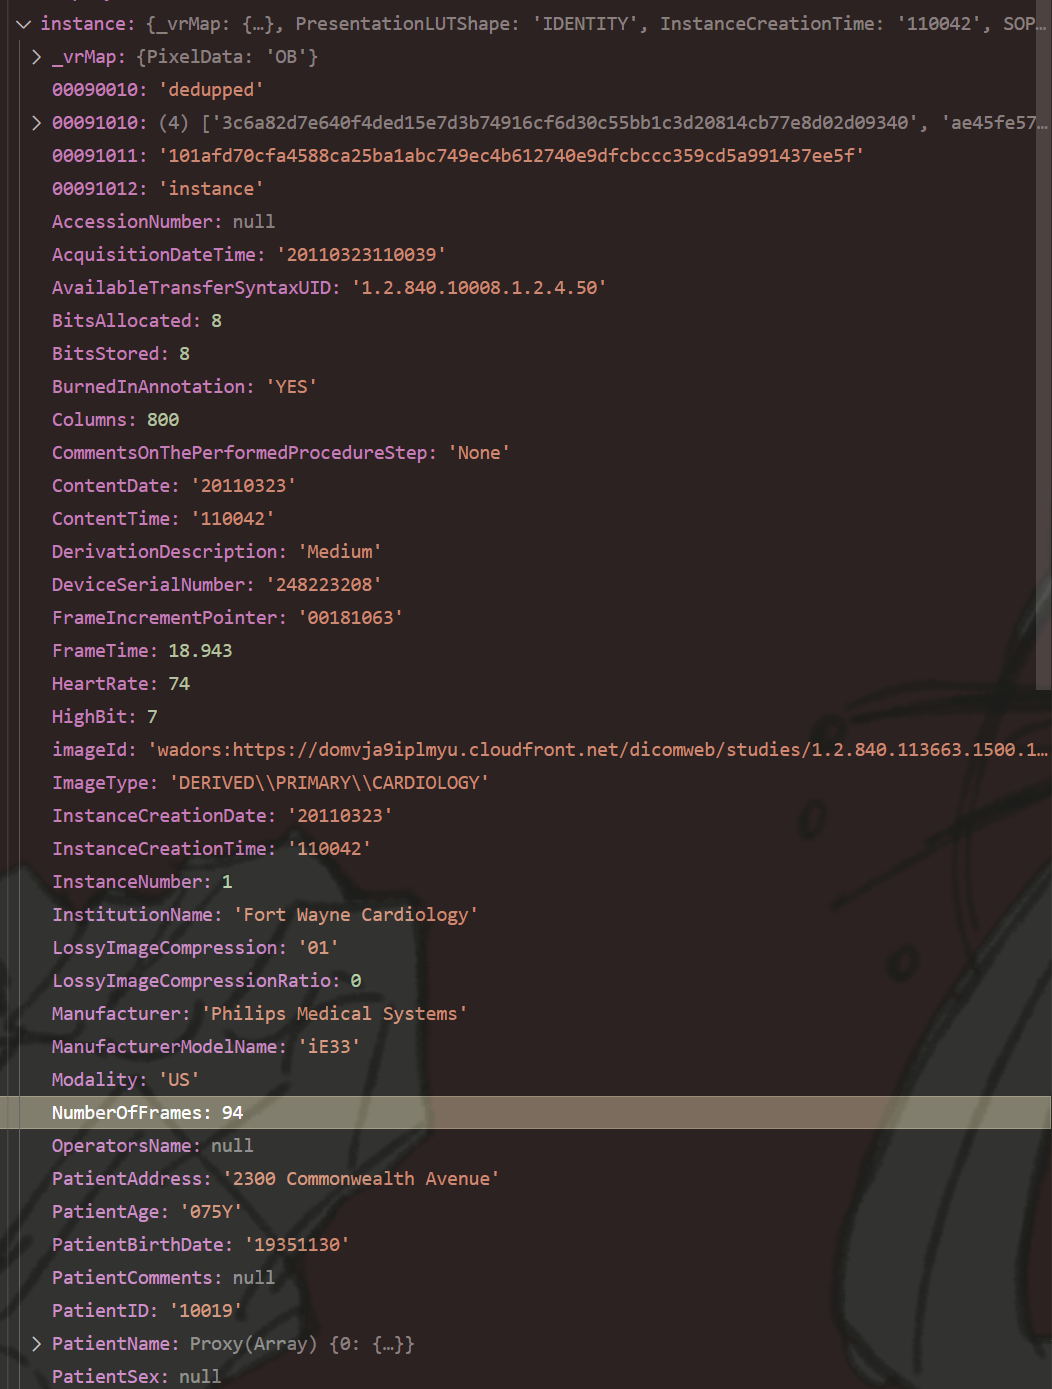 instance: {_vrMap: {…}, PresentationLUTShape: 'IDENTITY', InstanceCreationTime: '110042', SOP…
_vrMap: {PixelData: 'OB'}
00090010: 'dedupped'
00091010: (4) ['3c6a82d7e640f4ded15e7d3b74916cf6d30c55bb1c3d20814cb77e8d02d09340', 'ae45fe57…
00091011: '101afd70cfa4588ca25ba1abc749ec4b612740e9dfcbccc359cd5a991437ee5f'
00091012: 'instance'
AccessionNumber: null
AcquisitionDateTime: '20110323110039'
AvailableTransferSyntaxUID: '1.2.840.10008.1.2.4.50'
BitsAllocated: 8
BitsStored: 8
BurnedInAnnotation: 'YES'
Columns: 800
CommentsOnThePerformedProcedureStep: 'None'
ContentDate: '20110323'
ContentTime: '110042'
DerivationDescription: 'Medium'
DeviceSerialNumber: '248223208'
FrameIncrementPointer: '00181063'
FrameTime: 18.943
HeartRate: 74
HighBit: 7
imageId: 'wadors:https://domvja9iplmyu.cloudfront.net/dicomweb/studies/1.2.840.113663.1500.1…
ImageType: 'DERIVED\\PRIMARY\\CARDIOLOGY'
InstanceCreationDate: '20110323'
InstanceCreationTime: '110042'
InstanceNumber: 1
InstitutionName: 'Fort Wayne Cardiology'
LossyImageCompression: '01'
LossyImageCompressionRatio: 0
Manufacturer: 'Philips Medical Systems'
ManufacturerModelName: 'iE33'
Modality: 'US'
NumberOfFrames: 94
OperatorsName: null
PatientAddress: '2300 Commonwealth Avenue'
PatientAge: '075Y'
PatientBirthDate: '19351130'
PatientComments: null
PatientID: '10019'
PatientName: Proxy(Array) {0: {…}}
PatientSex: null